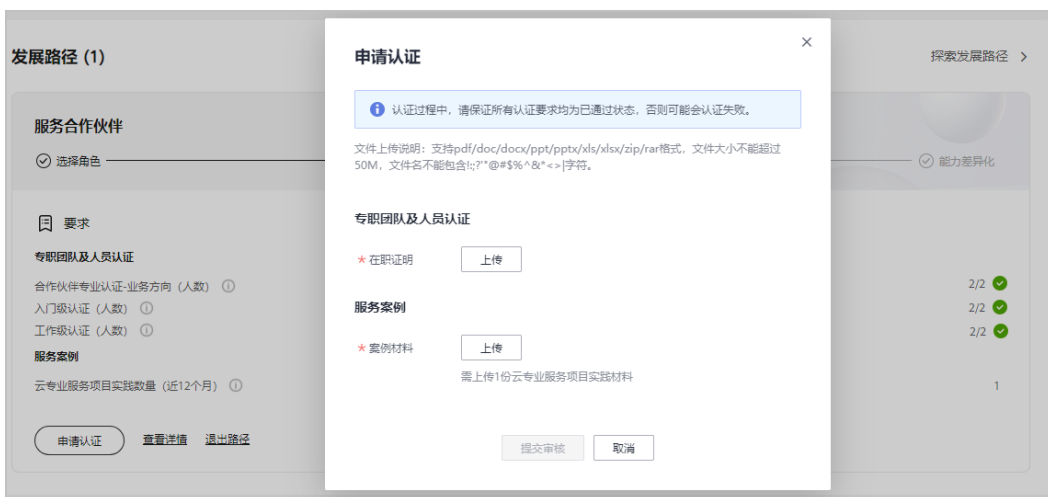 发展路径 (1)
探索发展路径
服务合作伙伴
选择角色
能力差异化
要求
专职团队及人员认证
合作伙伴专业认证-业务方向（人数）
2/2
入门级认证（人数）
2/2
工作级认证（人数）
2/2
服务案例
云专业服务项目实践数量（近12个月）
1
申请认证
查看详情
退出路径
申请认证
认证过程中，请保证所有认证要求均为已通过状态，否则可能会认证失败。
文件上传说明：支持pdf/doc/docx/ppt/pptx/xls/xlsx/zip/rar格式，文件大小不能超过
50M，文件名不能包含!:;?'"@#$%^&*<>|字符。
专职团队及人员认证
* 在职证明
上传
服务案例
* 案例材料
上传
需上传1份云专业服务项目实践材料
提交审核
取消